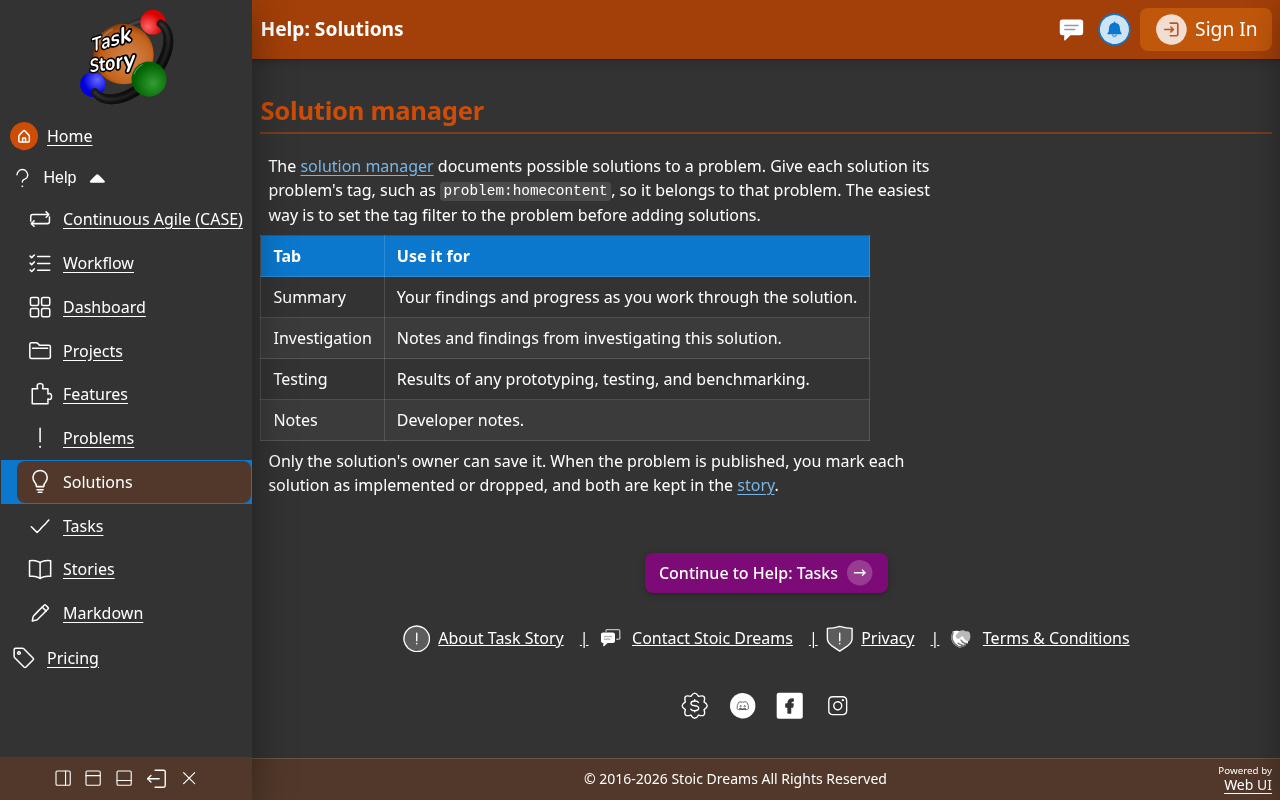 Task
Story
Help: Solutions
Sign In
Home
Help
Continuous Agile (CASE)
Workflow
Dashboard
Projects
Features
Problems
Solutions
Tasks
Stories
Markdown
Pricing
Solution manager
The solution manager documents possible solutions to a problem. Give each solution its
problem's tag, such as problem:homecontent, so it belongs to that problem. The easiest
way is to set the tag filter to the problem before adding solutions.
Tab Use it for
Summary Your findings and progress as you work through the solution.
Investigation Notes and findings from investigating this solution.
Testing Results of any prototyping, testing, and benchmarking.
Notes Developer notes.
Only the solution's owner can save it. When the problem is published, you mark each
solution as implemented or dropped, and both are kept in the story.
Continue to Help: Tasks
About Task Story | Contact Stoic Dreams | Privacy | Terms & Conditions
© 2016-2026 Stoic Dreams All Rights Reserved
Powered by
Web UI